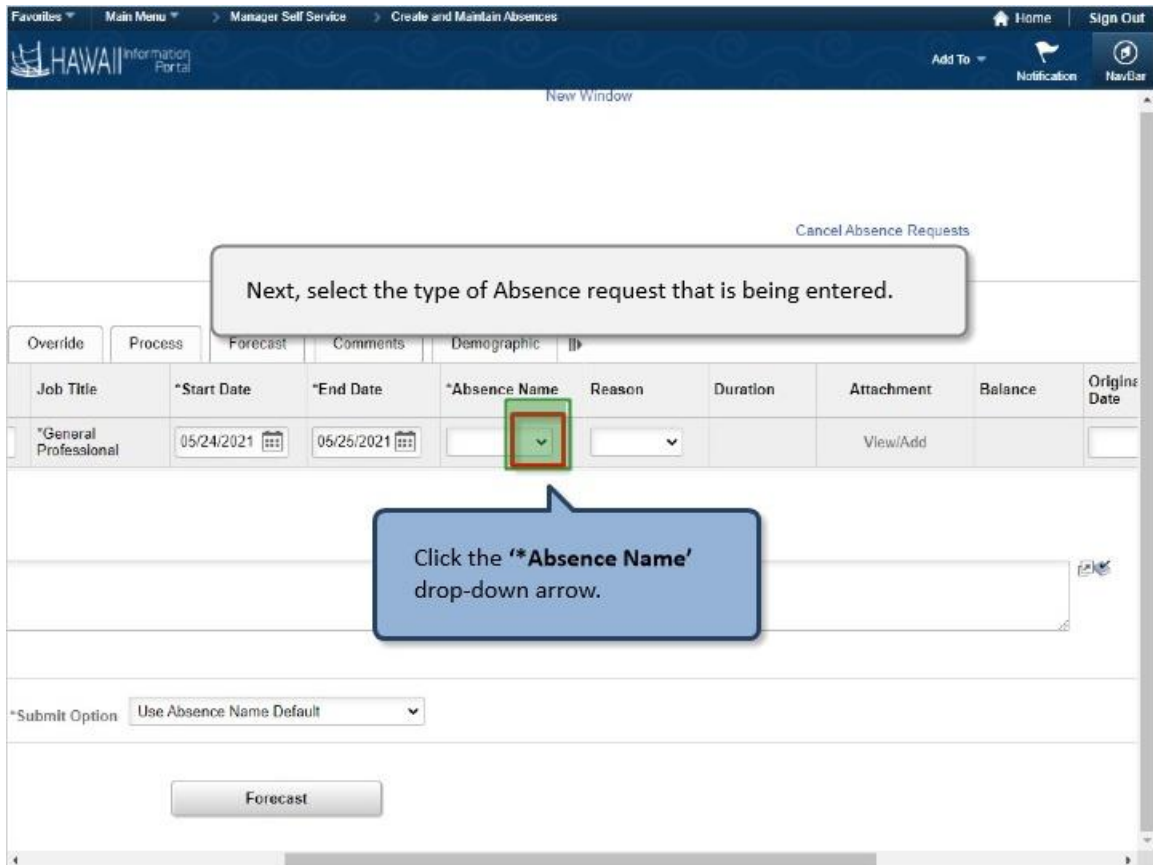 Favorites Main Menu > Manager Self Service > Create and Maintain Absences Home Sign Out
HAWAII Information Portal Add To Notification NavBar
New Window
Cancel Absence Requests
Next, select the type of Absence request that is being entered.
Override Process Forecast Comments Demographic
Job Title *Start Date *End Date *Absence Name Reason Duration Attachment Balance Origina
Date
*General
Professional 05/24/2021 05/25/2021 View/Add
Click the ‘*Absence Name’
drop-down arrow.
*Submit Option Use Absence Name Default
Forecast